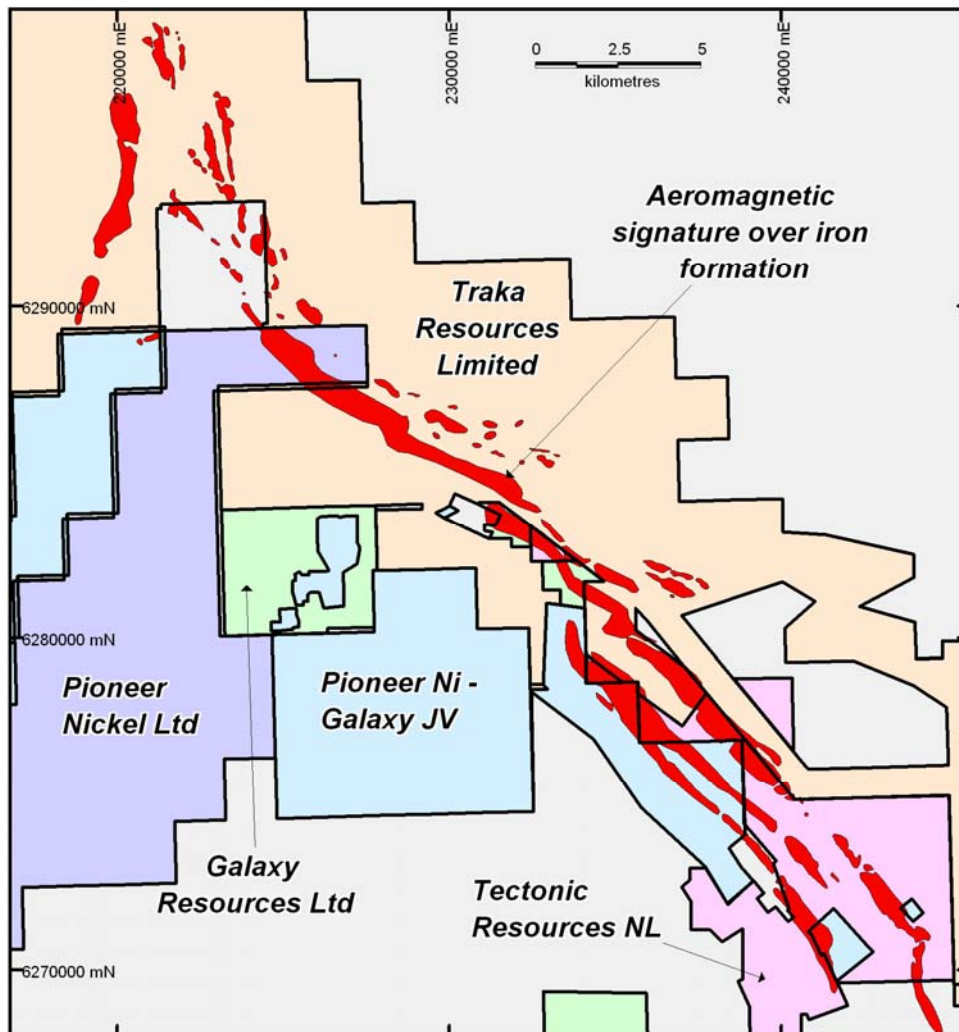 220000 mE
230000 mE
240000 mE
0 2.5 5
kilometres
Aeromagnetic
signature over iron
formation
6290000 mN
Traka
Resources
Limited
6280000 mN
Pioneer
Nickel Ltd
Pioneer Ni -
Galaxy JV
Galaxy
Resources Ltd
Tectonic
Resources NL
6270000 mN